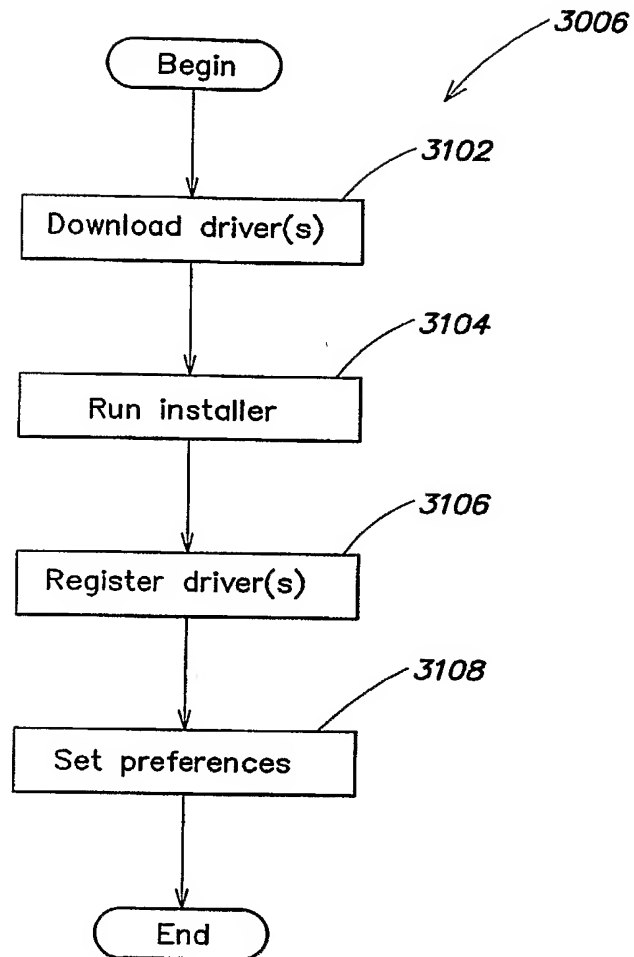 3006
Begin
3102
Download driver(s)
3104
Run installer
3106
Register driver(s)
3108
Set preferences
End